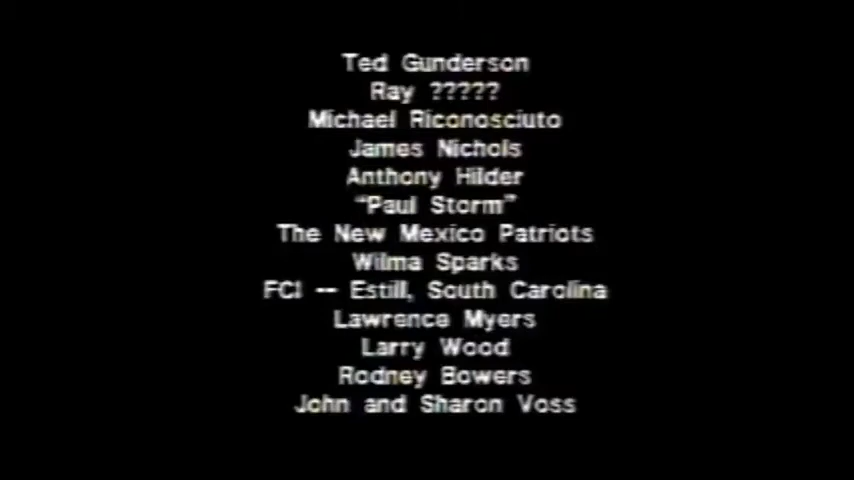 Ted Gunderson
Ray ?????
Michael Riconosciuto
James Nichols
Anthony Hilder
"Paul Storm"
The New Mexico Patriots
Wilma Sparks
FCI -- Estill, South Carolina
Lawrence Myers
Larry Wood
Rodney Bowers
John and Sharon Voss